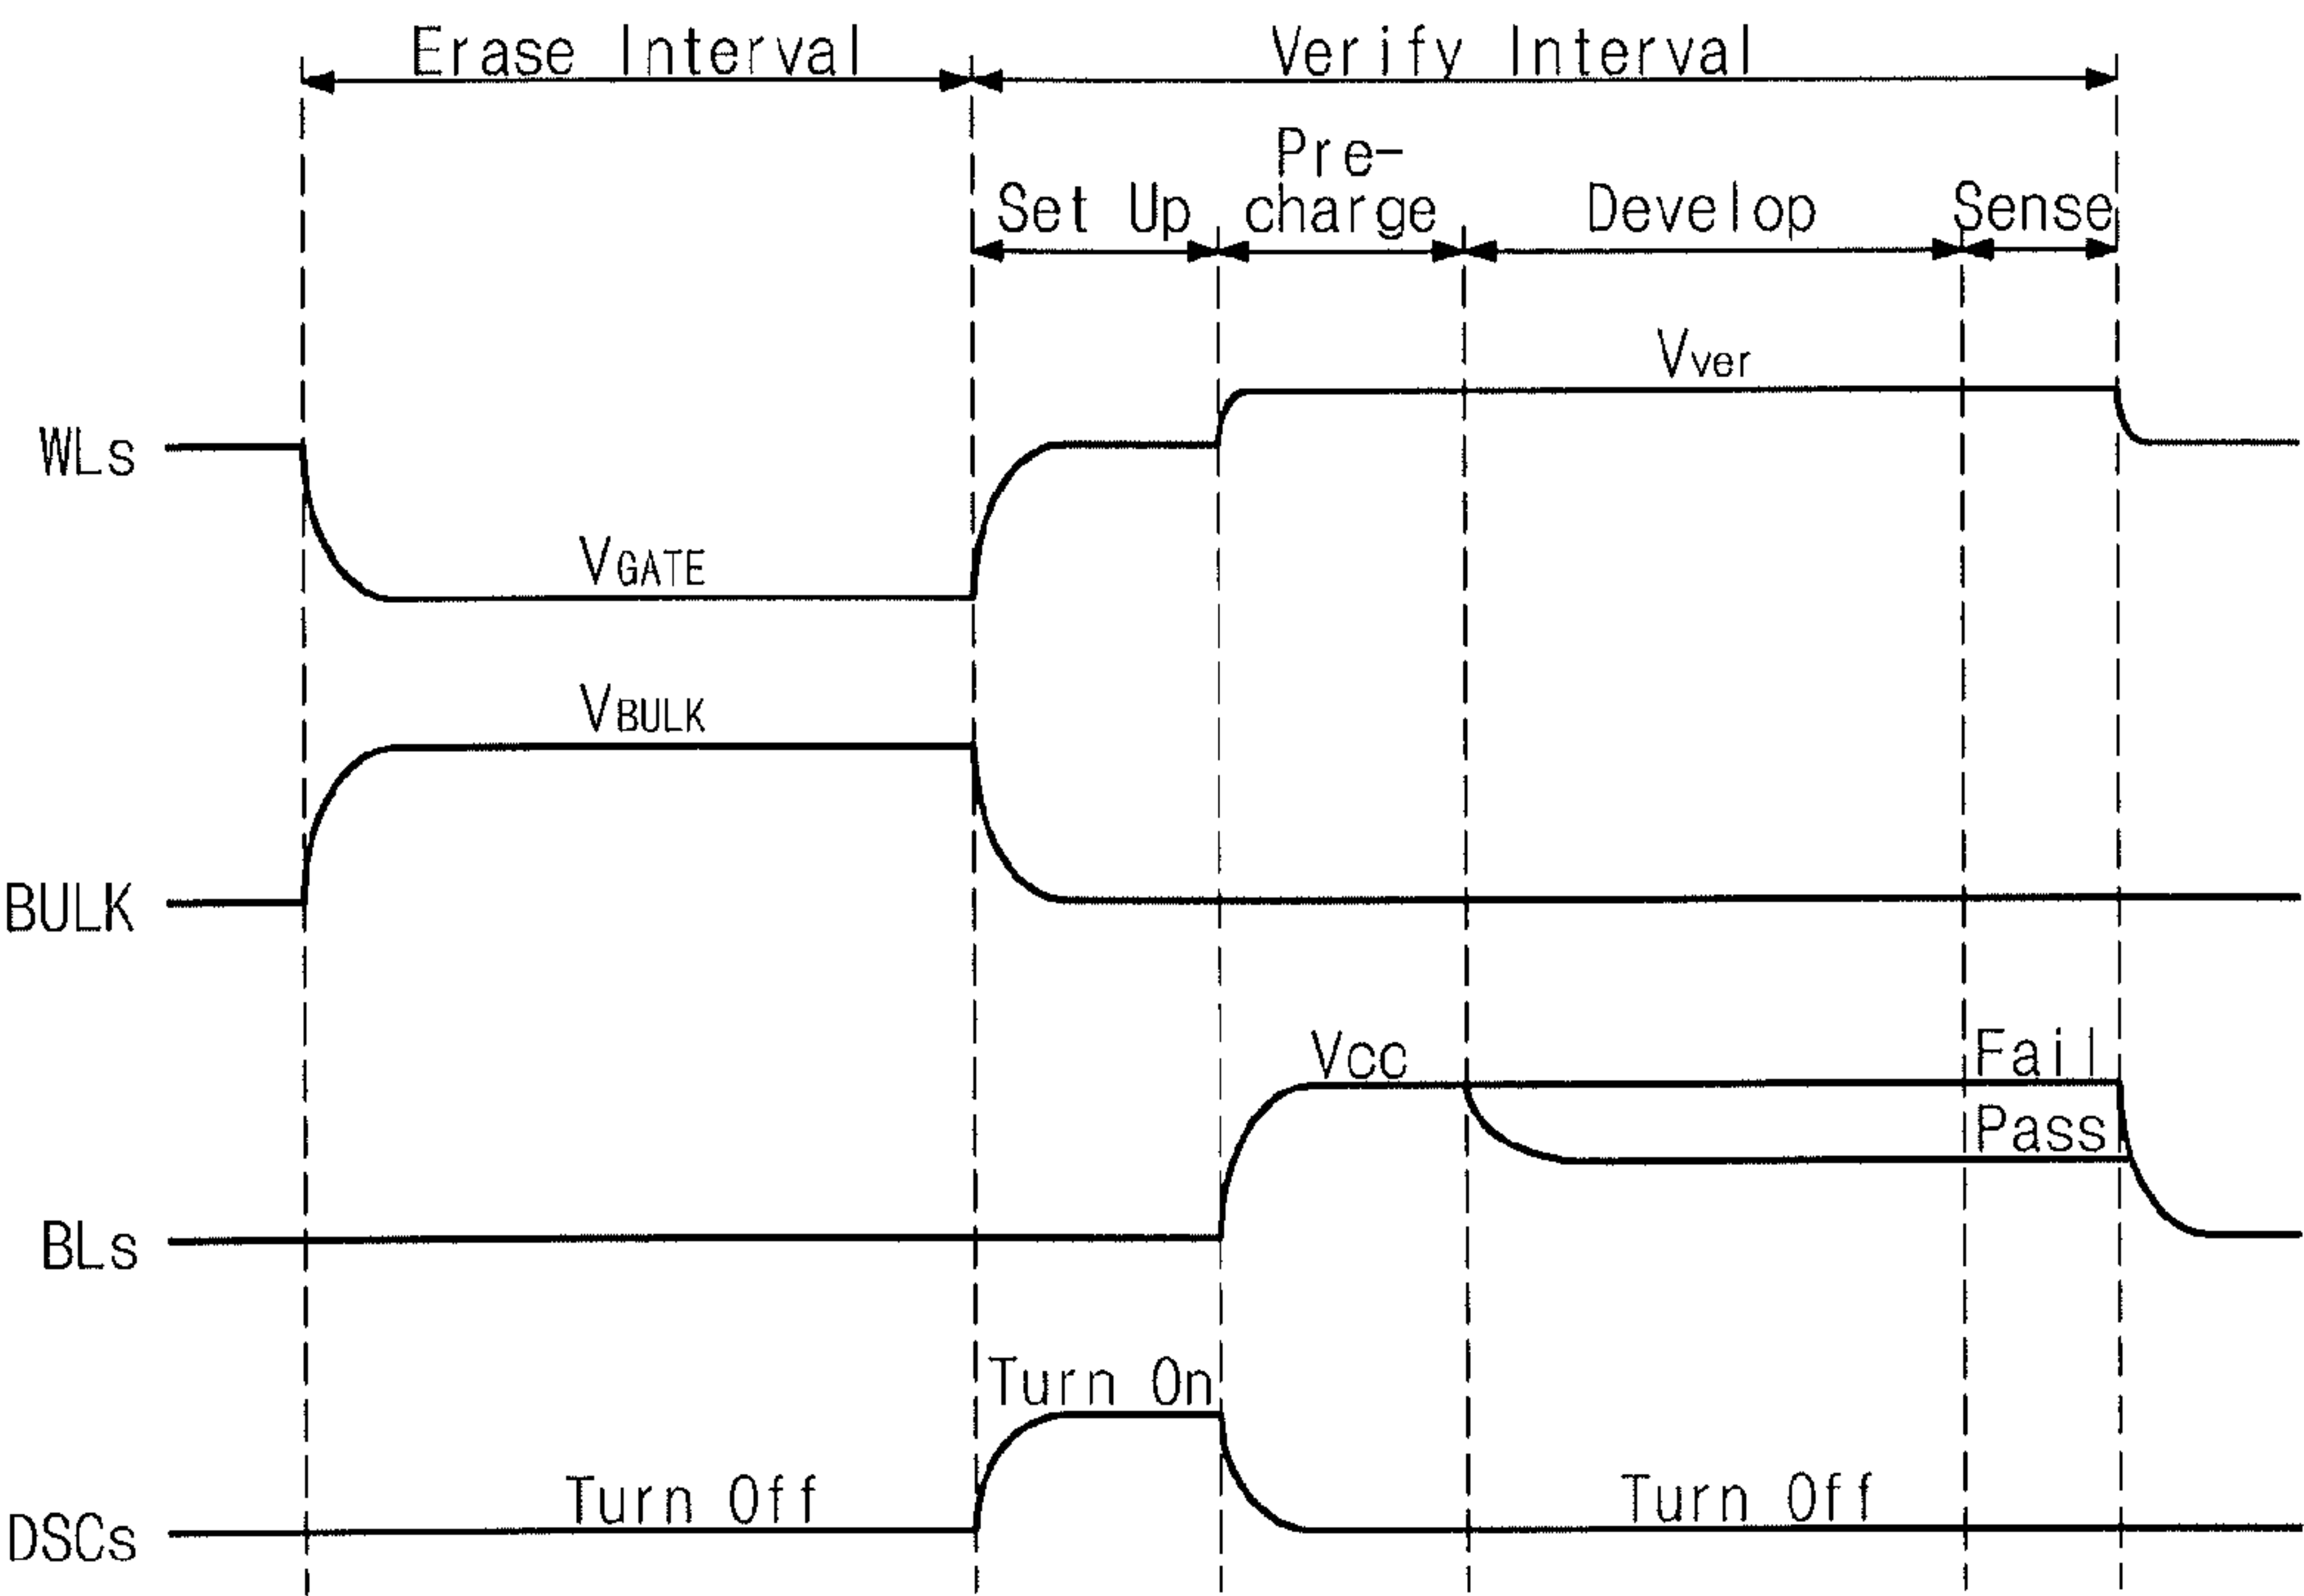 Erase Interval Verify Interval
Pre-
Set Up charge Develop Sense
Vver
WLs
VGATE
VBULK
BULK
VCC Fail
Pass
BLs
Turn On
Turn Off Turn Off
DSCs